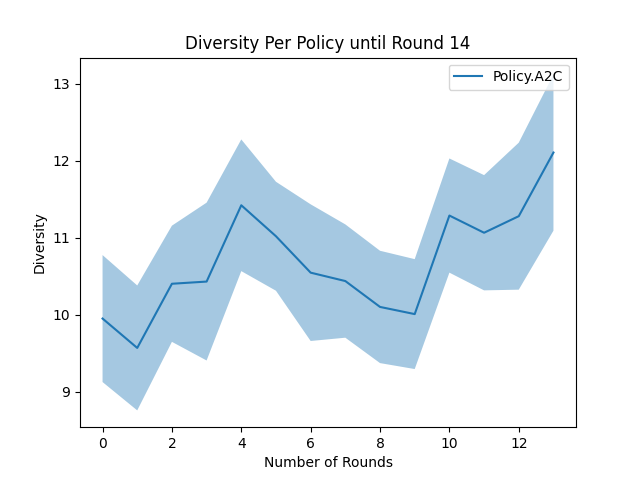 Diversity Per Policy until Round 14
Policy.A2C
13
12
11
10
9
Diversity
0 2 4 6 8 10 12
Number of Rounds